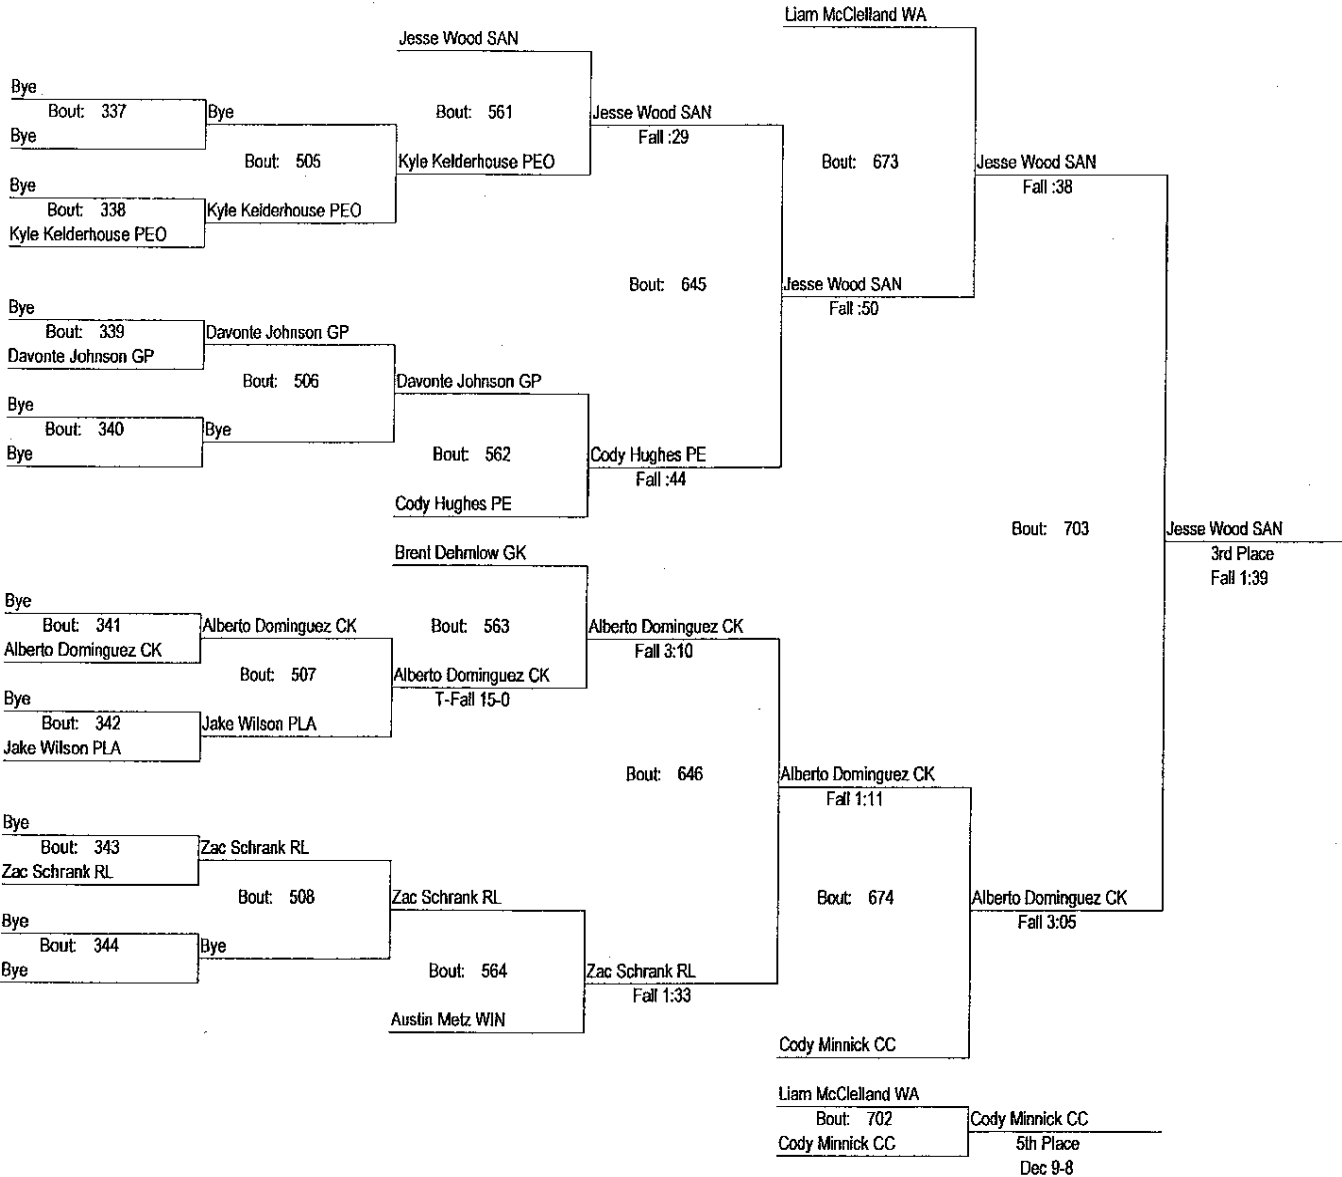 Liam McClelland WA
Jesse Wood SAN
Bye
Bout: 337
Bye
Bye
Bout: 561
Jesse Wood SAN
Fall :29
Bout: 505
Kyle Kelderhouse PEO
Bout: 673
Jesse Wood SAN
Fall :38
Bye
Bout: 338
Kyle Kelderhouse PEO
Kyle Kelderhouse PEO
Bout: 645
Jesse Wood SAN
Fall :50
Bye
Bout: 339
Davonte Johnson GP
Davonte Johnson GP
Bout: 506
Davonte Johnson GP
Bye
Bout: 340
Bye
Bye
Bout: 562
Cody Hughes PE
Fall :44
Cody Hughes PE
Bout: 703
Jesse Wood SAN
3rd Place
Fall 1:39
Brent Dehmlow GK
Bye
Bout: 341
Alberto Dominguez CK
Alberto Dominguez CK
Bout: 563
Alberto Dominguez CK
Fall 3:10
Bout: 507
Alberto Dominguez CK
T-Fall 15-0
Bye
Bout: 342
Jake Wilson PLA
Jake Wilson PLA
Bout: 646
Alberto Dominguez CK
Fall 1:11
Bye
Bout: 343
Zac Schrank RL
Zac Schrank RL
Bout: 508
Zac Schrank RL
Bout: 674
Alberto Dominguez CK
Fall 3:05
Bye
Bout: 344
Bye
Bye
Bout: 564
Zac Schrank RL
Fall 1:33
Austin Metz WIN
Cody Minnick CC
Liam McClelland WA
Bout: 702
Cody Minnick CC
Cody Minnick CC
5th Place
Dec 9-8